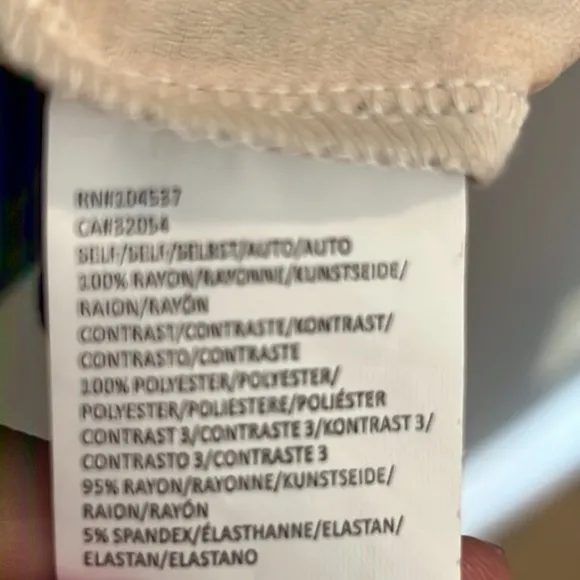 RN#104537
CA#32054
SELF/SELF/SELBST/AUTO/AUTO
100% RAYON/RAYONNE/KUNSTSEIDE/
RAION/RAYÓN
CONTRAST/CONTRASTE/KONTRAST/
CONTRASTO/CONTRASTE
100% POLYESTER/POLYESTER/
POLYESTER/POLIESTERE/POLIÉSTER
CONTRAST 3/CONTRASTE 3/KONTRAST 3/
CONTRASTO 3/CONTRASTE 3
95% RAYON/RAYONNE/KUNSTSEIDE/
RAION/RAYÓN
5% SPANDEX/ÉLASTHANNE/ELASTAN/
ELASTAN/ELASTANO